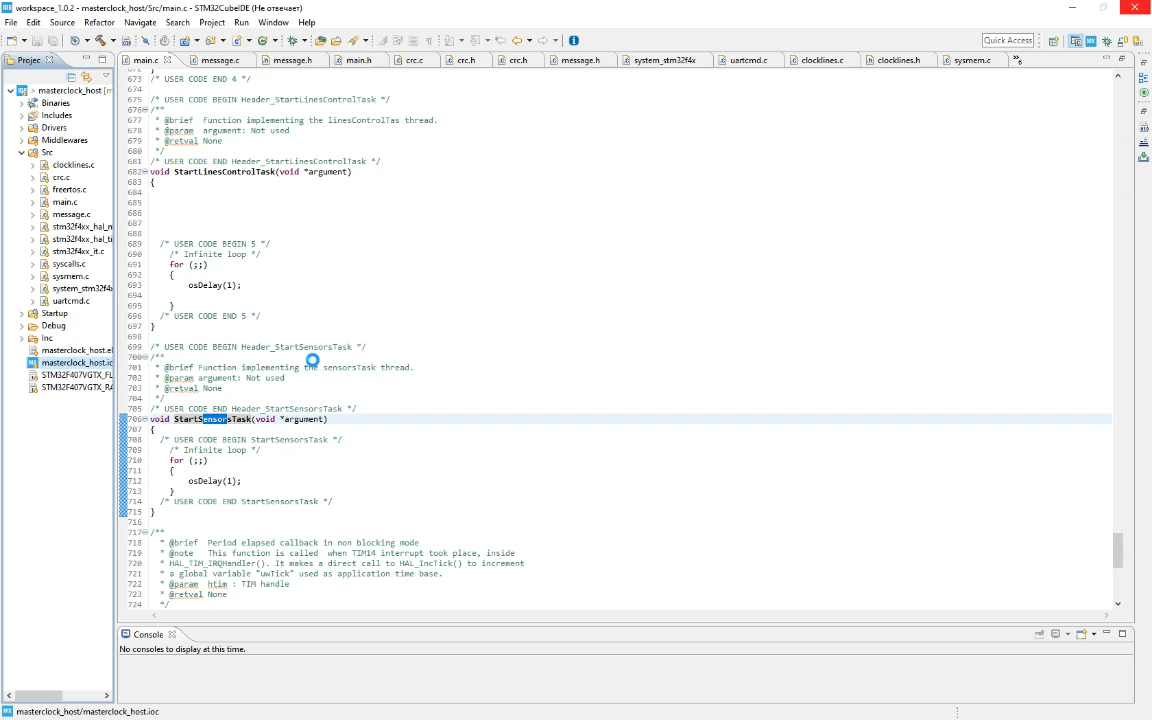 workspace_1.0.2 - masterclock_host/Src/main.c - STM32CubeIDE (Не отвечает)
File Edit Source Refactor Navigate Search Project Run Window Help
Quick Access
Projec
main.c message.c message.h main.h crc.c crc.h crc.h message.h system_stm32f4x uartcmd.c clocklines.c clocklines.h sysmem.c
masterclock_host [m
Binaries
Includes
Drivers
Middlewares
Src
clocklines.c
crc.c
freertos.c
main.c
message.c
stm32f4xx_hal_m
stm32f4xx_hal_ti
stm32f4xx_it.c
syscalls.c
sysmem.c
system_stm32f4x
uartcmd.c
Startup
Debug
Inc
masterclock_host.el
masterclock_host.ic
STM32F407VGTX_FL
STM32F407VGTX_RA
673 /* USER CODE END 4 */
674
675 /* USER CODE BEGIN Header_StartLinesControlTask */
676 /**
677 * @brief Function implementing the linesControlTas thread.
678 * @param argument: Not used
679 * @retval None
680 */
681 /* USER CODE END Header_StartLinesControlTask */
682 void StartLinesControlTask(void *argument)
683 {
684
685
686
687
688
689 /* USER CODE BEGIN 5 */
690 /* Infinite loop */
691 for (;;)
692 {
693 osDelay(1);
694
695 }
696 /* USER CODE END 5 */
697 }
698
699 /* USER CODE BEGIN Header_StartSensorsTask */
700 /**
701 * @brief Function implementing the sensorsTask thread.
702 * @param argument: Not used
703 * @retval None
704 */
705 /* USER CODE END Header_StartSensorsTask */
706 void StartSensorsTask(void *argument)
707 {
708 /* USER CODE BEGIN StartSensorsTask */
709 /* Infinite loop */
710 for (;;)
711 {
712 osDelay(1);
713 }
714 /* USER CODE END StartSensorsTask */
715 }
716
717 /**
718 * @brief Period elapsed callback in non blocking mode
719 * @note This function is called when TIM14 interrupt took place, inside
720 * HAL_TIM_IRQHandler(). It makes a direct call to HAL_IncTick() to increment
721 * a global variable "uwTick" used as application time base.
722 * @param htim : TIM handle
723 * @retval None
724 */
Console
No consoles to display at this time.
masterclock_host/masterclock_host.ioc